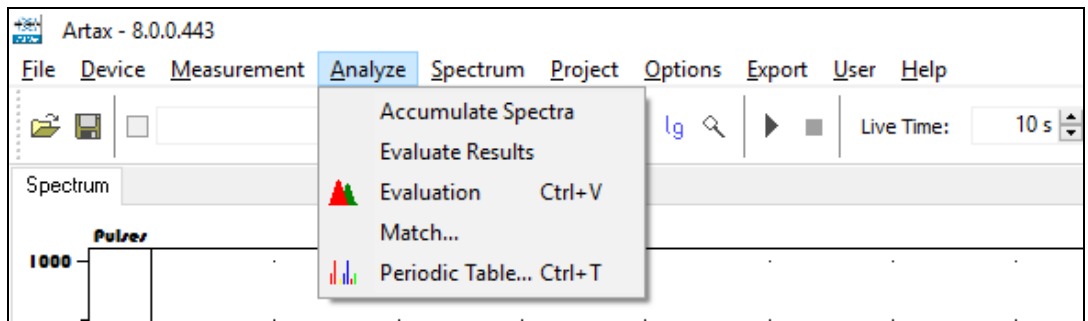 Artax - 8.0.0.443
File Device Measurement Analyze Spectrum Project Options Export User Help
lg Live Time: 10 s
Accumulate Spectra
Evaluate Results
Evaluation Ctrl+V
Match...
Periodic Table... Ctrl+T
Spectrum
Pulses
1000